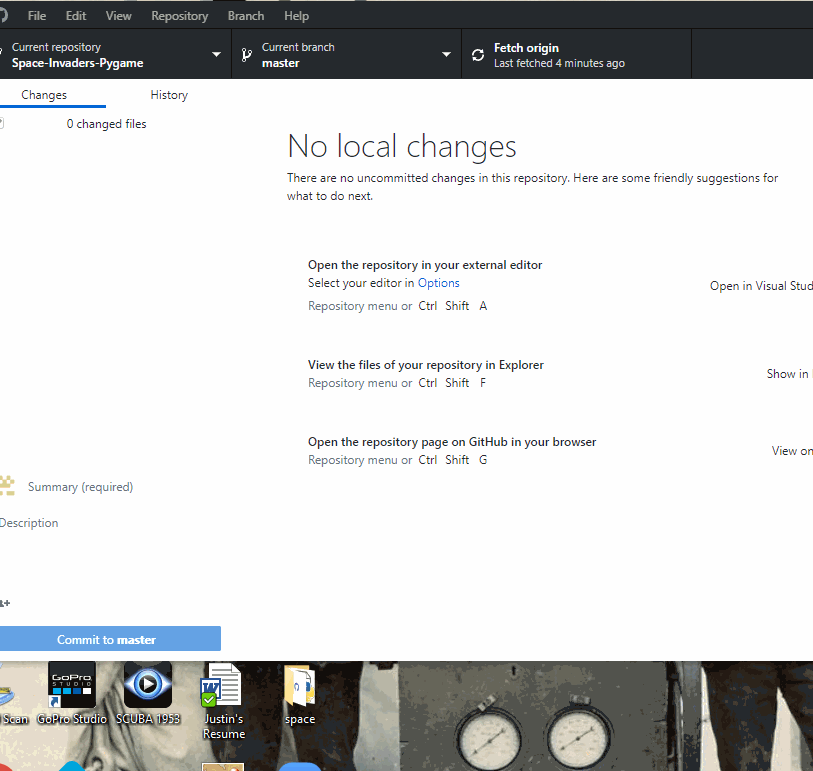 File Edit View Repository Branch Help
Current repository
Space-Invaders-Pygame
Current branch
master
Fetch origin
Last fetched 4 minutes ago
Changes History
0 changed files
No local changes
There are no uncommitted changes in this repository. Here are some friendly suggestions for
what to do next.
Open the repository in your external editor
Select your editor in Options
Repository menu or Ctrl Shift A
Open in Visual Stud
View the files of your repository in Explorer
Repository menu or Ctrl Shift F
Show in
Open the repository page on GitHub in your browser
Repository menu or Ctrl Shift G
View on
Summary (required)
Description
Commit to master
GoPro
STUDIO
Scan
GoPro Studio
SCUBA 1953
W
Justin's
Resume
space